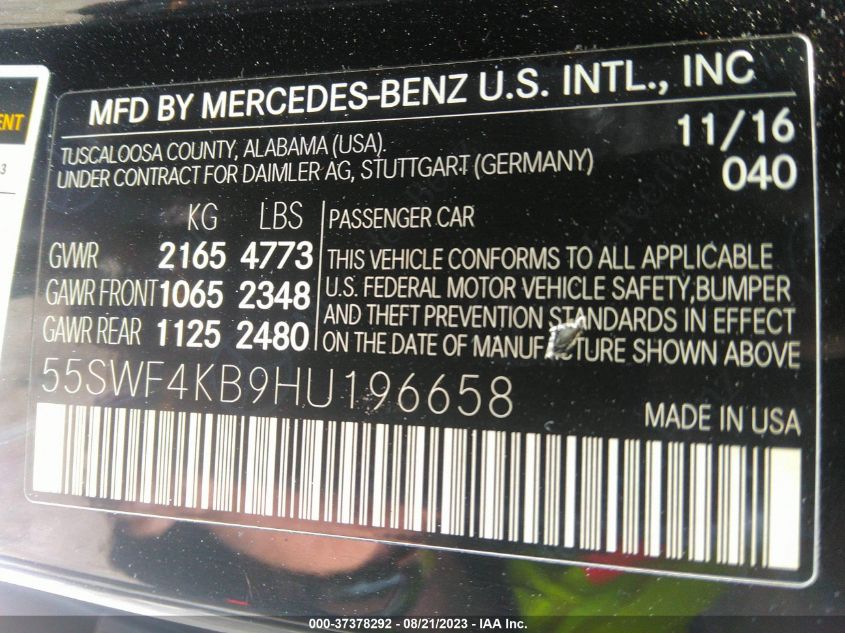 ENT
3
MFD BY MERCEDES-BENZ U.S. INTL., INC
TUSCALOOSA COUNTY, ALABAMA (USA).
UNDER CONTRACT FOR DAIMLER AG, STUTTGART (GERMANY)
11/16
040
KG LBS
GVWR 2165 4773
GAWR FRONT 1065 2348
GAWR REAR 1125 2480
PASSENGER CAR
THIS VEHICLE CONFORMS TO ALL APPLICABLE
U.S. FEDERAL MOTOR VEHICLE SAFETY,BUMPER
AND THEFT PREVENTION STANDARDS IN EFFECT
ON THE DATE OF MANUFACTURE SHOWN ABOVE
55SWF4KB9HU196658
MADE IN USA
000-37378292 - 08/21/2023 - IAA Inc.